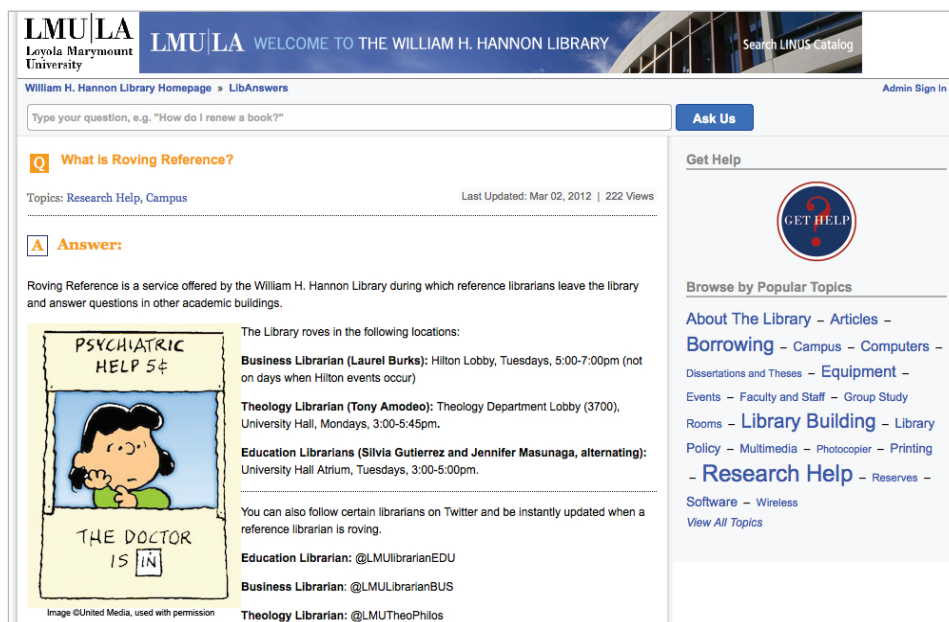 LMU|LA
Loyola Marymount
University
LMU|LA WELCOME TO THE WILLIAM H. HANNON LIBRARY
Search LINUS Catalog
William H. Hannon Library Homepage » LibAnswers
Admin Sign In
Type your question, e.g. "How do I renew a book?"
Ask Us
Q What is Roving Reference?
Topics: Research Help, Campus
Last Updated: Mar 02, 2012 | 222 Views
A Answer:
Roving Reference is a service offered by the William H. Hannon Library during which reference librarians leave the library
and answer questions in other academic buildings.
PSYCHIATRIC
HELP 5¢
THE DOCTOR
IS IN
Image ©United Media, used with permission
The Library roves in the following locations:
Business Librarian (Laurel Burks): Hilton Lobby, Tuesdays, 5:00-7:00pm (not
on days when Hilton events occur)
Theology Librarian (Tony Amodeo): Theology Department Lobby (3700),
University Hall, Mondays, 3:00-5:45pm.
Education Librarians (Silvia Gutierrez and Jennifer Masunaga, alternating):
University Hall Atrium, Tuesdays, 3:00-5:00pm.
You can also follow certain librarians on Twitter and be instantly updated when a
reference librarian is roving.
Education Librarian: @LMUlibrarianEDU
Business Librarian: @LMULibrarianBUS
Theology Librarian: @LMUTheoPhilos
Get Help
?
GET HELP
Browse by Popular Topics
About The Library – Articles –
Borrowing – Campus – Computers –
Dissertations and Theses – Equipment –
Events – Faculty and Staff – Group Study
Rooms – Library Building – Library
Policy – Multimedia – Photocopier – Printing
– Research Help – Reserves –
Software – Wireless
View All Topics